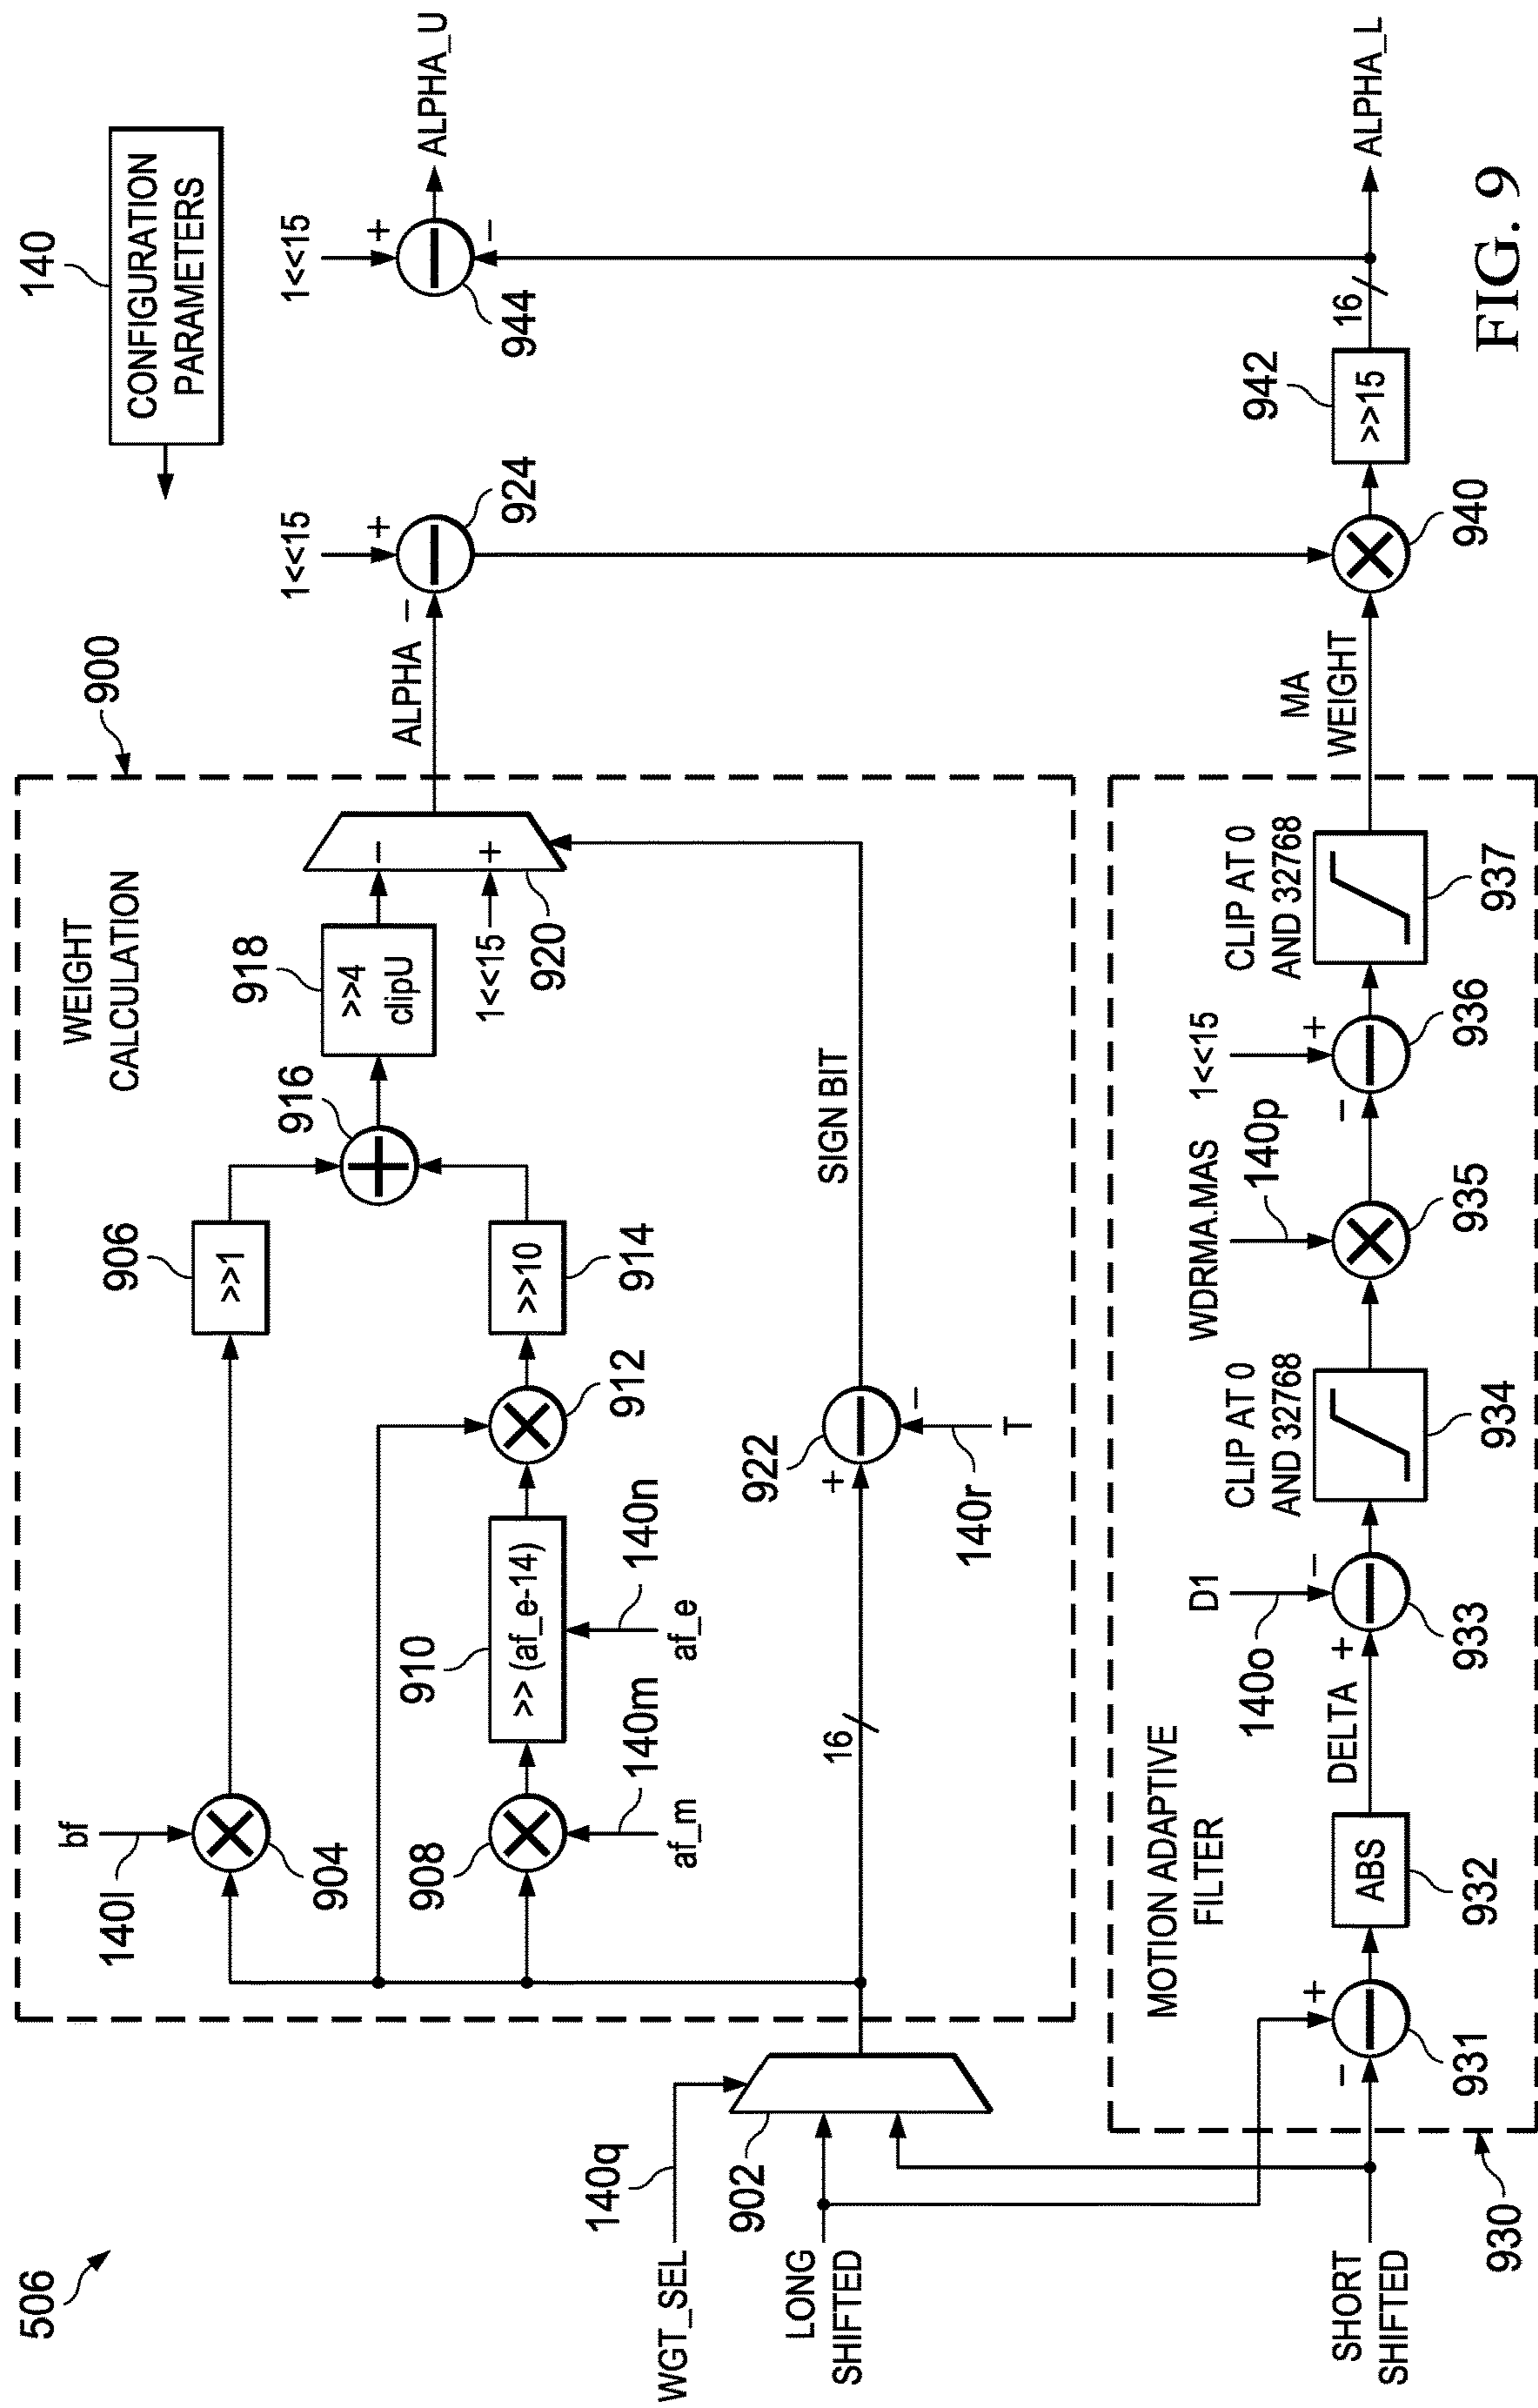 506
140
CONFIGURATION
PARAMETERS
900
WEIGHT
CALCULATION
bf
140l
904
906
>>1
916
918
>>4
clipU
1<<15
920
908
af_m
140m
910
>> (af_e-14)
af_e
140n
912
914
>>10
140q
WGT_SEL
902
LONG
SHIFTED
16
922
+
−
140r
T
SIGN BIT
−
+
ALPHA
−
1<<15
+
924
1<<15
+
−
944
ALPHA_U
MOTION ADAPTIVE
FILTER
SHORT
SHIFTED
930
−
+
931
ABS
932
DELTA
+
D1
−
140o
933
CLIP AT 0
AND 32768
934
WDRMA.MAS
140p
935
1<<15
+
−
936
CLIP AT 0
AND 32768
937
MA
WEIGHT
940
942
>>15
16
ALPHA_L
FIG. 9